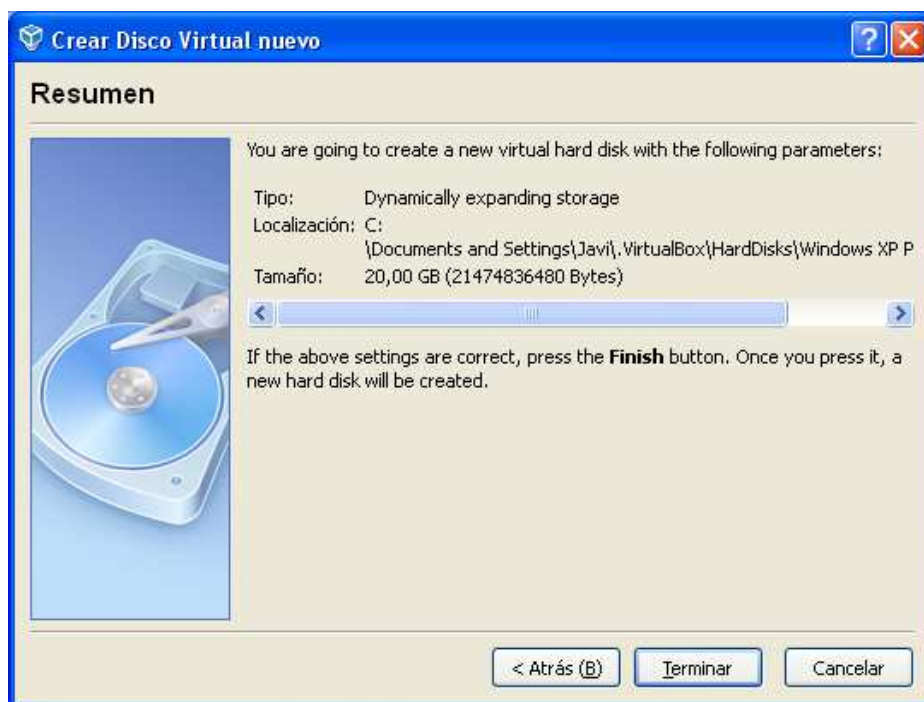 Crear Disco Virtual nuevo
Resumen
You are going to create a new virtual hard disk with the following parameters:
Tipo: Dynamically expanding storage
Localización: C:
\Documents and Settings\Javi\.VirtualBox\HardDisks\Windows XP P
Tamaño: 20,00 GB (21474836480 Bytes)
If the above settings are correct, press the Finish button. Once you press it, a
new hard disk will be created.
< Atrás (B) Terminar Cancelar